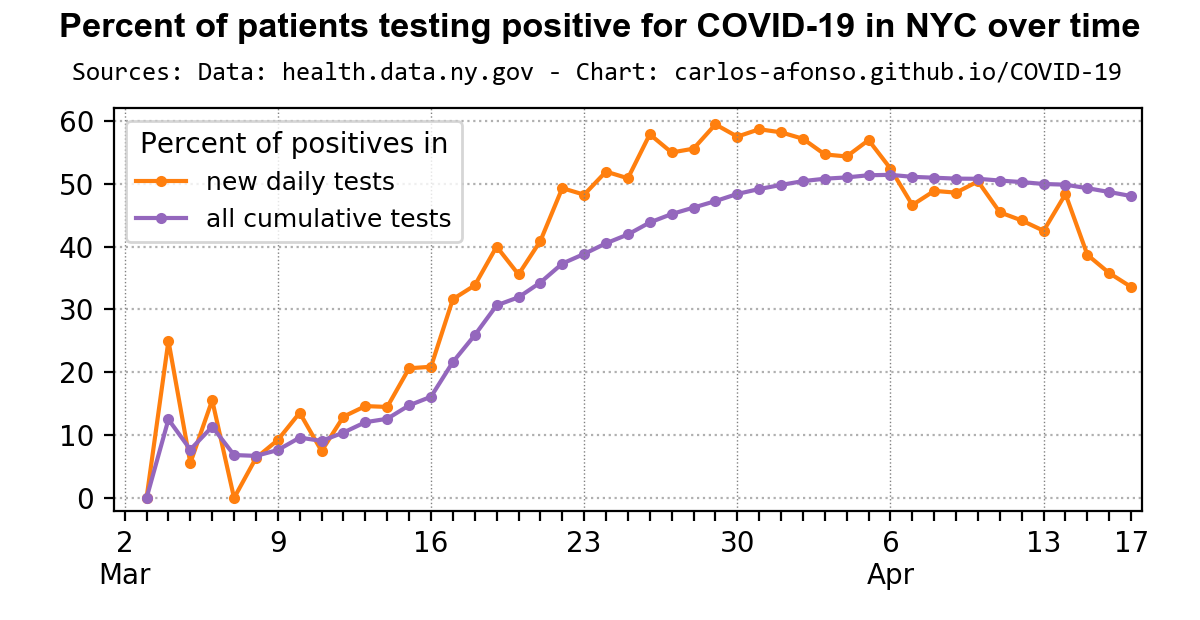 Percent of patients testing positive for COVID-19 in NYC over time
Sources: Data: health.data.ny.gov - Chart: carlos-afonso.github.io/COVID-19
Percent of positives in
new daily tests
all cumulative tests
60
50
40
30
20
10
0
2 9 16 23 30 6 13 17
Mar Apr